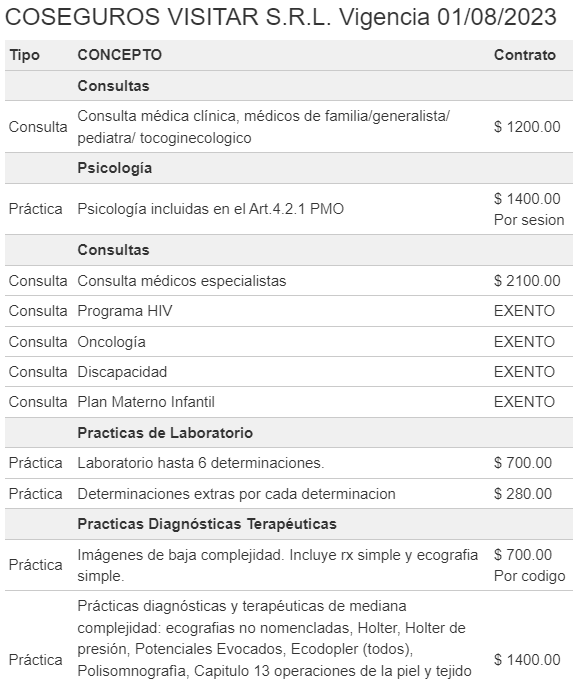 COSEGUROS VISITAR S.R.L. Vigencia 01/08/2023
Tipo CONCEPTO Contrato
Consultas
Consulta Consulta médica clínica, médicos de familia/generalista/ pediatra/ tocoginecologico $ 1200.00
Psicología
Práctica Psicología incluidas en el Art.4.2.1 PMO $ 1400.00 Por sesion
Consultas
Consulta Consulta médicos especialistas $ 2100.00
Consulta Programa HIV EXENTO
Consulta Oncología EXENTO
Consulta Discapacidad EXENTO
Consulta Plan Materno Infantil EXENTO
Practicas de Laboratorio
Práctica Laboratorio hasta 6 determinaciones. $ 700.00
Práctica Determinaciones extras por cada determinacion $ 280.00
Practicas Diagnósticas Terapéuticas
Práctica Imágenes de baja complejidad. Incluye rx simple y ecografia simple. $ 700.00 Por codigo
Práctica Prácticas diagnósticas y terapéuticas de mediana complejidad: ecografias no nomencladas, Holter, Holter de presión, Potenciales Evocados, Ecodopler (todos), Polisomnografìa, Capitulo 13 operaciones de la piel y tejido $ 1400.00